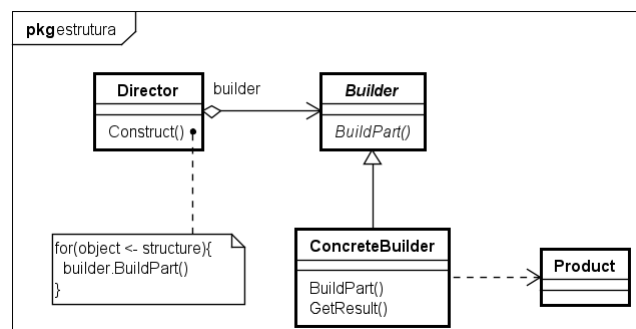 pkg estrutura
Director
builder
Builder
Construct()
BuildPart()
for(object <- structure){
builder.BuildPart()
}
ConcreteBuilder
BuildPart()
GetResult()
Product